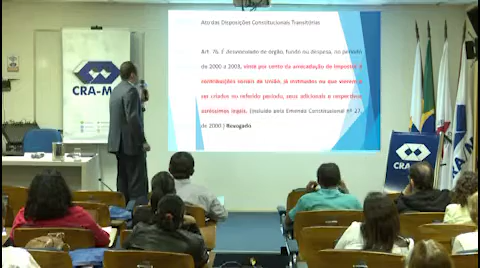 Ato das Disposições Constitucionais Transitórias
Art. 76. É desvinculado de órgão, fundo ou despesa, no período
de 2000 a 2003, vinte por cento da arrecadação de impostos e
contribuições sociais da União, já instituídos ou que vierem a
ser criados no referido período, seus adicionais e respectivos
acréscimos legais. (Incluído pela Emenda Constitucional nº 27,
de 2000 ) Revogado
CRA-M
CRA-
CRA-M